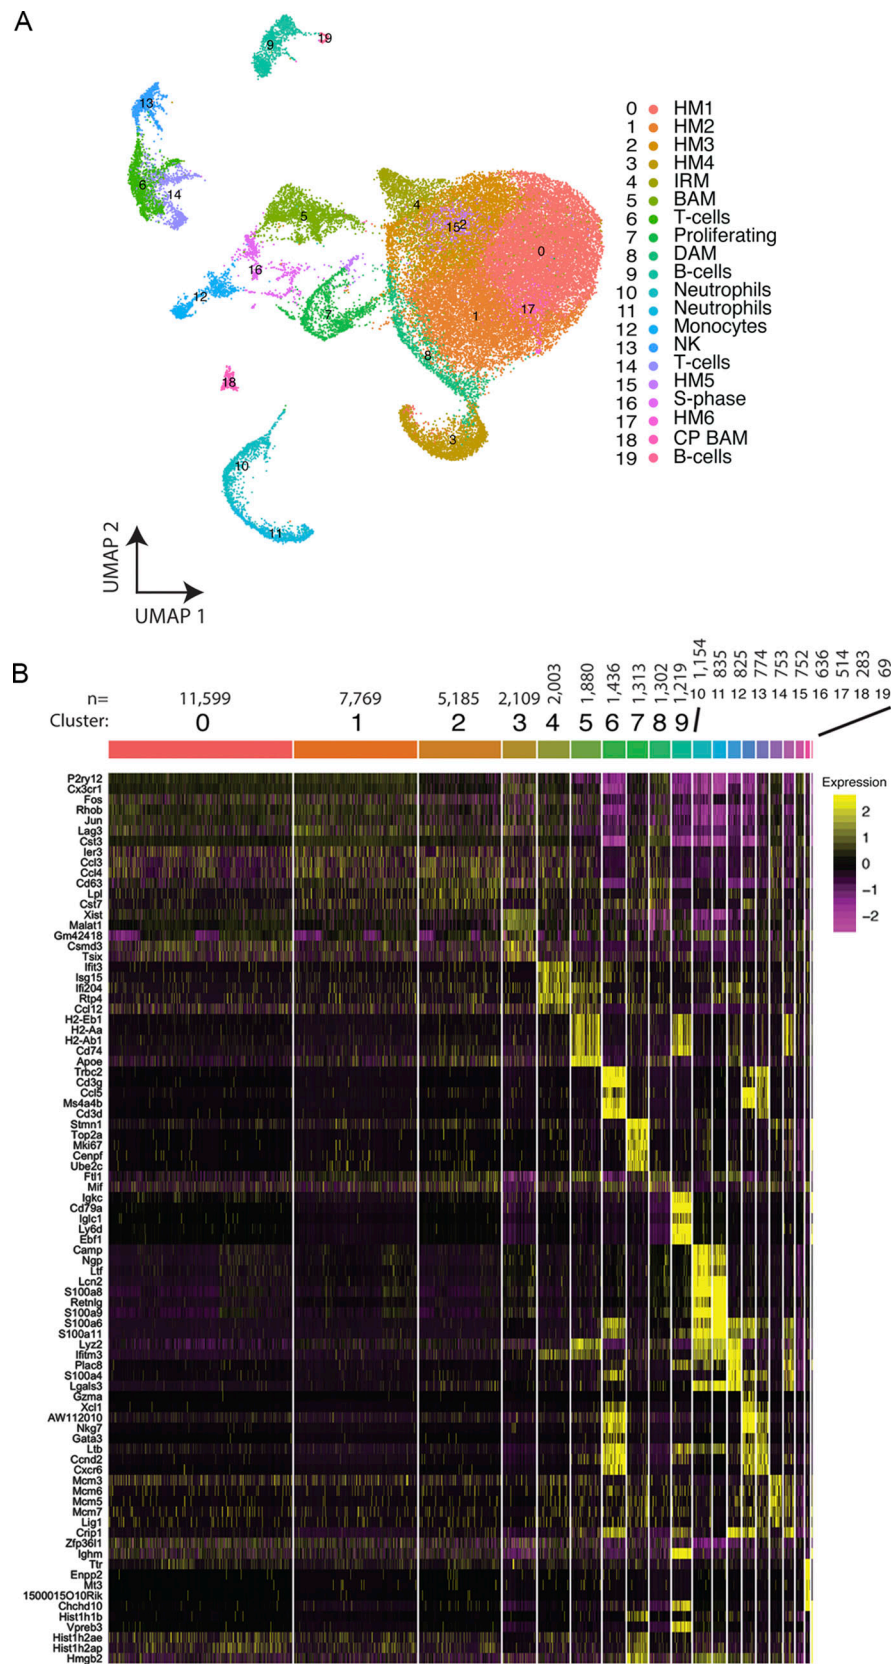 A
19
9
13
6
14
5
4
15
2
0
16
12
17
7
1
8
18
3
10
11
0 HM1
1 HM2
2 HM3
3 HM4
4 IRM
5 BAM
6 T-cells
7 Proliferating
8 DAM
9 B-cells
10 Neutrophils
11 Neutrophils
12 Monocytes
13 NK
14 T-cells
15 HM5
16 S-phase
17 HM6
18 CP BAM
19 B-cells
UMAP 2
UMAP 1
B
n= 11,599 7,769 5,185 2,109 2,003 1,880 1,436 1,313 1,302 1,219 1,154 835 825 774 753 752 636 514 283 69
Cluster: 0 1 2 3 4 5 6 7 8 9 10 11 12 13 14 15 16 17 18 19
P2ry12
Cx3cr1
Fos
Rhob
Jun
Lag3
Cst3
Ier3
Ccl3
Ccl4
Cd63
Lpl
Cst7
Xist
Malat1
Gm42418
Csmd3
Tsix
Ifit3
Isg15
Ifi204
Rtp4
Ccl12
H2-Eb1
H2-Aa
H2-Ab1
Cd74
Apoe
Trbc2
Cd3g
Ccl5
Ms4a4b
Cd3d
Stmn1
Top2a
Mki67
Cenpf
Ube2c
Ftl1
Mif
Igkc
Cd79a
Iglc1
Ly6d
Ebf1
Camp
Ngp
Ltf
Lcn2
S100a8
Retnlg
S100a9
S100a6
S100a11
Lyz2
Ifitm3
Plac8
S100a4
Lgals3
Gzma
Xcl1
AW112010
Nkg7
Gata3
Ltb
Ccnd2
Cxcr6
Mcm3
Mcm6
Mcm5
Mcm7
Lig1
Crip1
Zfp36l1
Ighm
Ttr
Enpp2
Mt3
1500015O10Rik
Chchd10
Hist1h1b
Vpreb3
Hist1h2ae
Hist1h2ap
Hmgb2
Expression
2
1
0
−1
−2